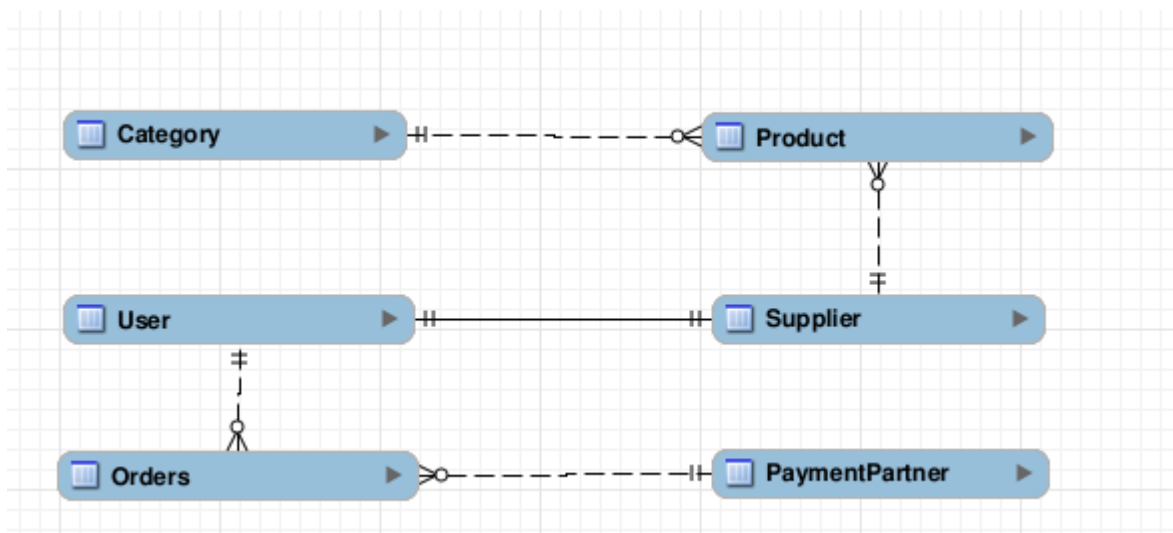 Category
Product
User
Supplier
Orders
PaymentPartner